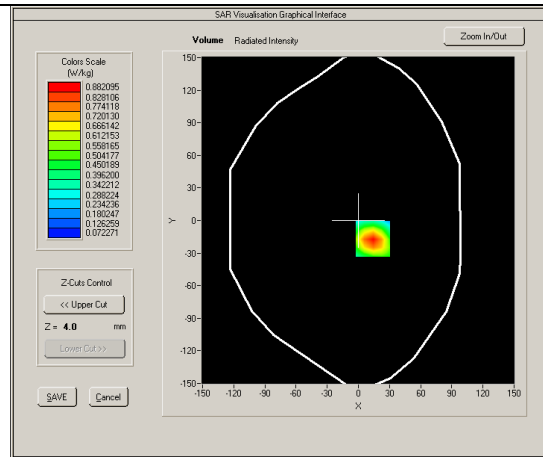 SAR Visualisation Graphical Interface
Volume Radiated Intensity
Zoom In/Out
Colors Scale
(W/kg)
0.882095
0.828106
0.774118
0.720130
0.666142
0.612153
0.558165
0.504177
0.450189
0.396200
0.342212
0.288224
0.234236
0.180247
0.126259
0.072271
Z-Cuts Control
<< Upper Cut
Z = 4.0 mm
Lower Cut >>
SAVE Cancel
150
120
90
60
30
0
-30
-60
-90
-120
-150
Y
-150 -120 -90 -60 -30 0 30 60 90 120 150
X